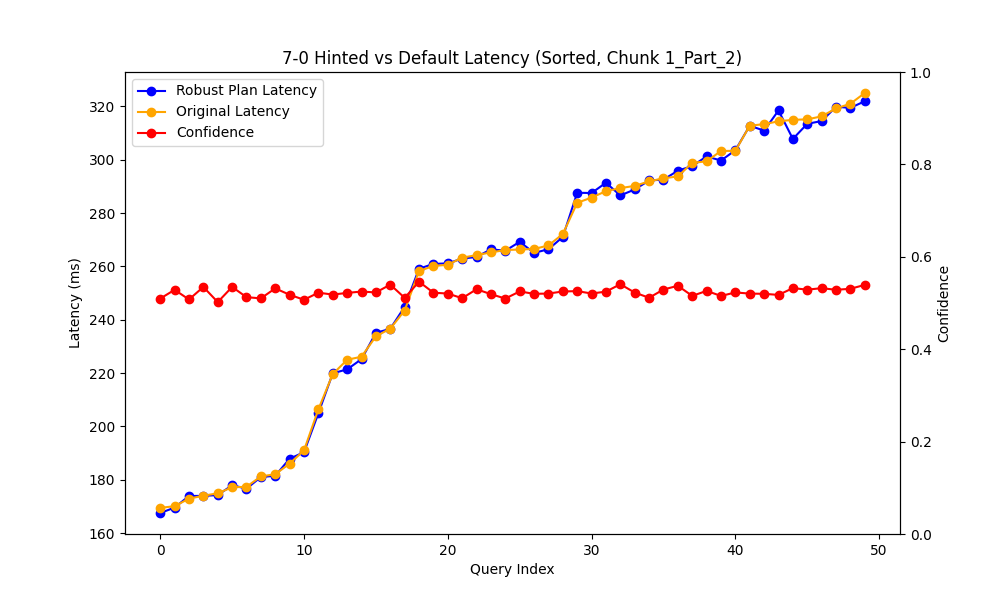 7-0 Hinted vs Default Latency (Sorted, Chunk 1_Part_2)
Robust Plan Latency
Original Latency
Confidence
Latency (ms)
320
300
280
260
240
220
200
180
160
1.0
0.8
0.6
0.4
0.2
0.0
Confidence
0 10 20 30 40 50
Query Index